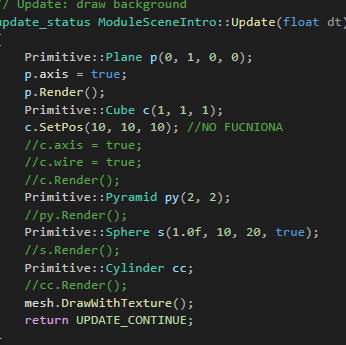 // Update: draw background
update_status ModuleSceneIntro::Update(float dt)
{
Primitive::Plane p(0, 1, 0, 0);
p.axis = true;
p.Render();
Primitive::Cube c(1, 1, 1);
c.SetPos(10, 10, 10); //NO FUCNIONA
//c.axis = true;
//c.wire = true;
//c.Render();
Primitive::Pyramid py(2, 2);
//py.Render();
Primitive::Sphere s(1.0f, 10, 20, true);
//s.Render();
Primitive::Cylinder cc;
//cc.Render();
mesh.DrawWithTexture();
return UPDATE_CONTINUE;